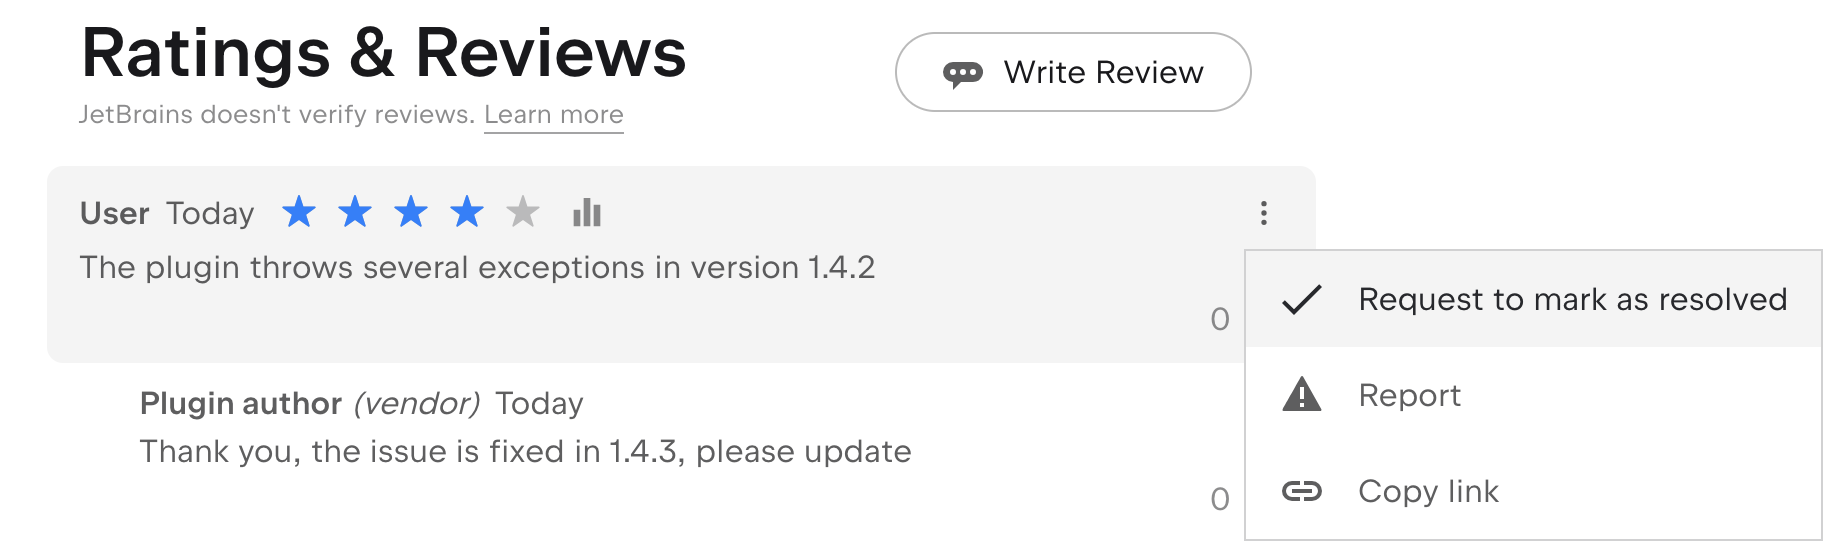 Ratings & Reviews
Write Review
JetBrains doesn't verify reviews. Learn more
User Today
The plugin throws several exceptions in version 1.4.2
0
Request to mark as resolved
Report
Copy link
Plugin author (vendor) Today
Thank you, the issue is fixed in 1.4.3, please update
0